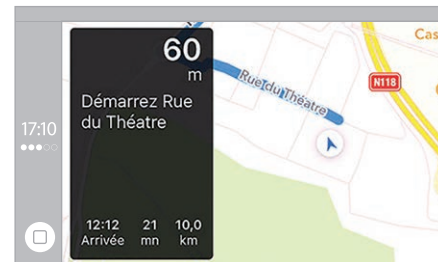 17:10
60
m
Démarrez Rue
du Théatre
12:12 21 10,0
Arrivée mn km
Rue du Théatre
N118
Cas